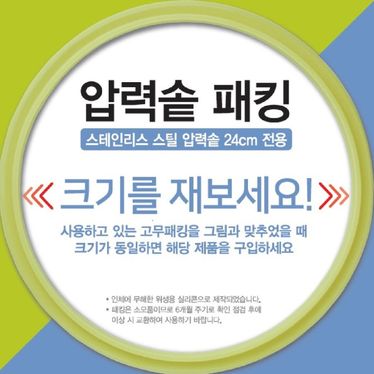 압력솥 패킹
스테인리스 스틸 압력솥 24cm 전용
크기를 재보세요!
사용하고 있는 고무패킹을 그림과 맞추었을 때
크기가 동일하면 해당 제품을 구입하세요
• 인체에 무해한 위생용 실리콘으로 제작되었습니다.
• 패킹은 소모품이므로 6개월 주기로 확인 점검 후에
이상 시 교환하여 사용하기 바랍니다.